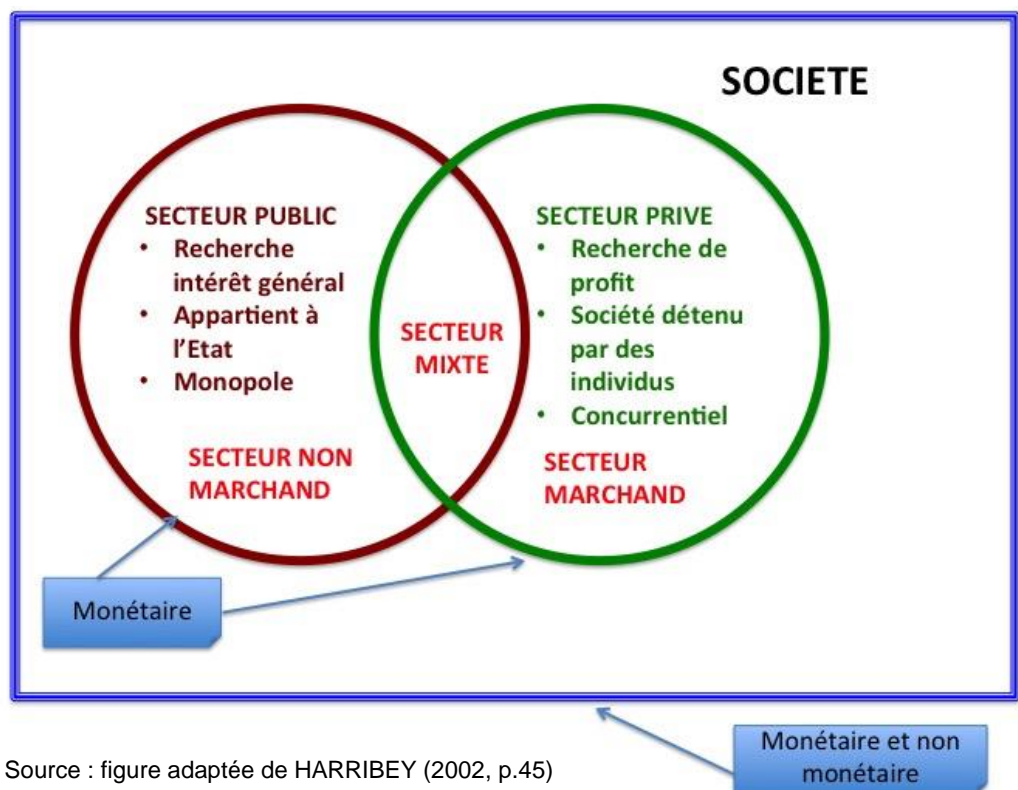 SOCIETE
SECTEUR PUBLIC
• Recherche
intérêt général
• Appartient à
l'Etat
• Monopole
SECTEUR NON
MARCHAND
SECTEUR
MIXTE
SECTEUR PRIVE
• Recherche de
profit
• Société détenu
par des
individus
• Concurrentiel
SECTEUR
MARCHAND
Monétaire
Monétaire et non
monétaire
Source : figure adaptée de HARRIBEY (2002, p.45)